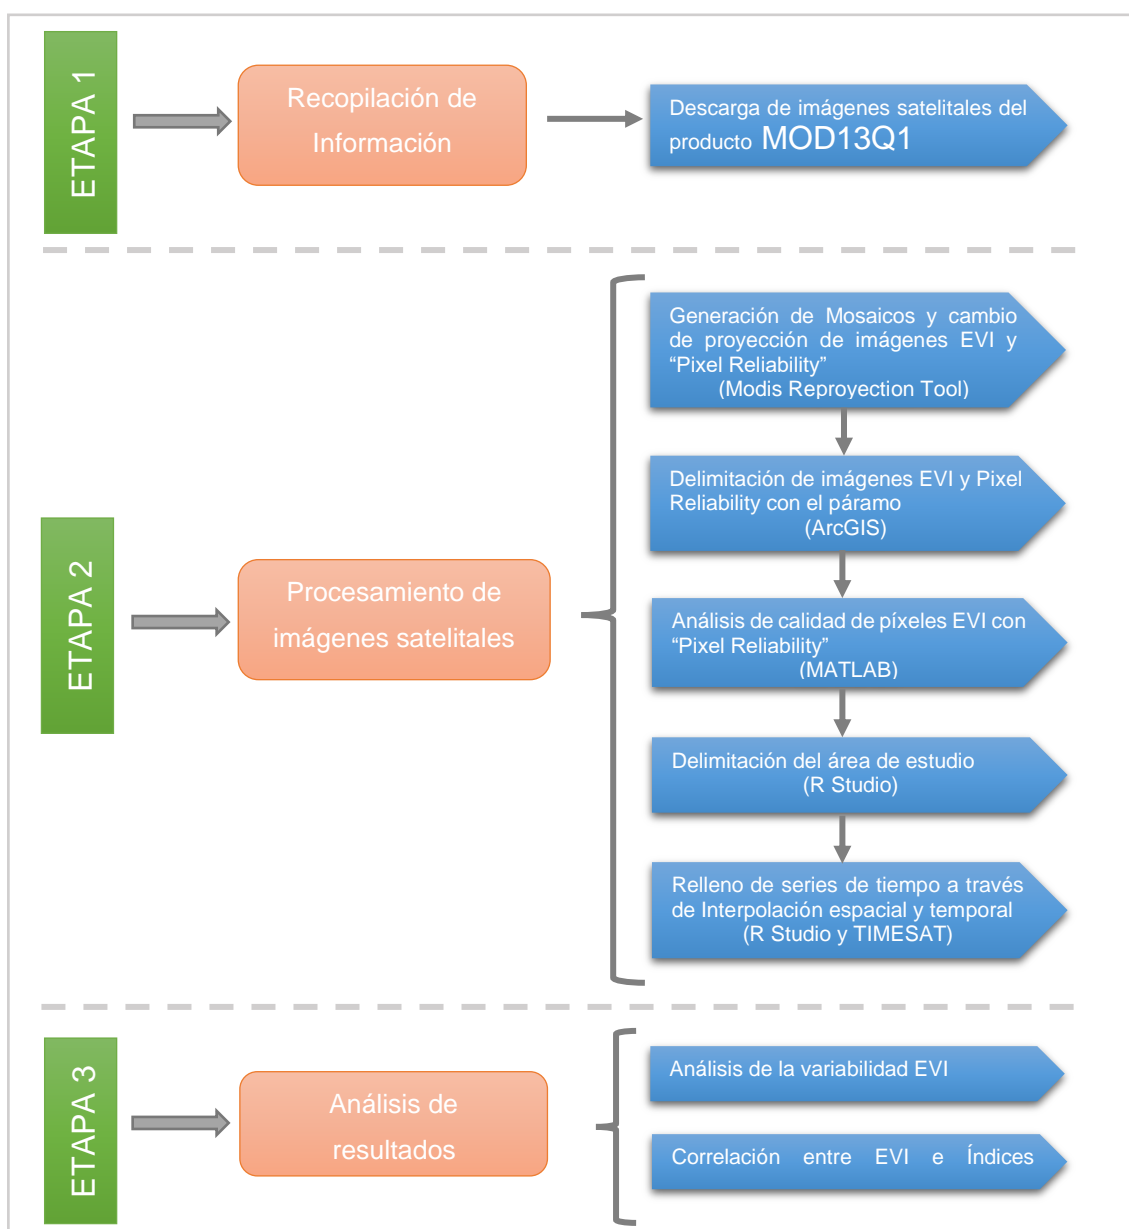 ETAPA 1
Recopilación de
Información
Descarga de imágenes satelitales del
producto MOD13Q1
ETAPA 2
Procesamiento de
imágenes satelitales
Generación de Mosaicos y cambio
de proyección de imágenes EVI y
“Pixel Reliability”
(Modis Reproyection Tool)
Delimitación de imágenes EVI y Pixel
Reliability con el páramo
(ArcGIS)
Análisis de calidad de píxeles EVI con
“Pixel Reliability”
(MATLAB)
Delimitación del área de estudio
(R Studio)
Relleno de series de tiempo a través
de Interpolación espacial y temporal
(R Studio y TIMESAT)
ETAPA 3
Análisis de
resultados
Análisis de la variabilidad EVI
Correlación entre EVI e Índices